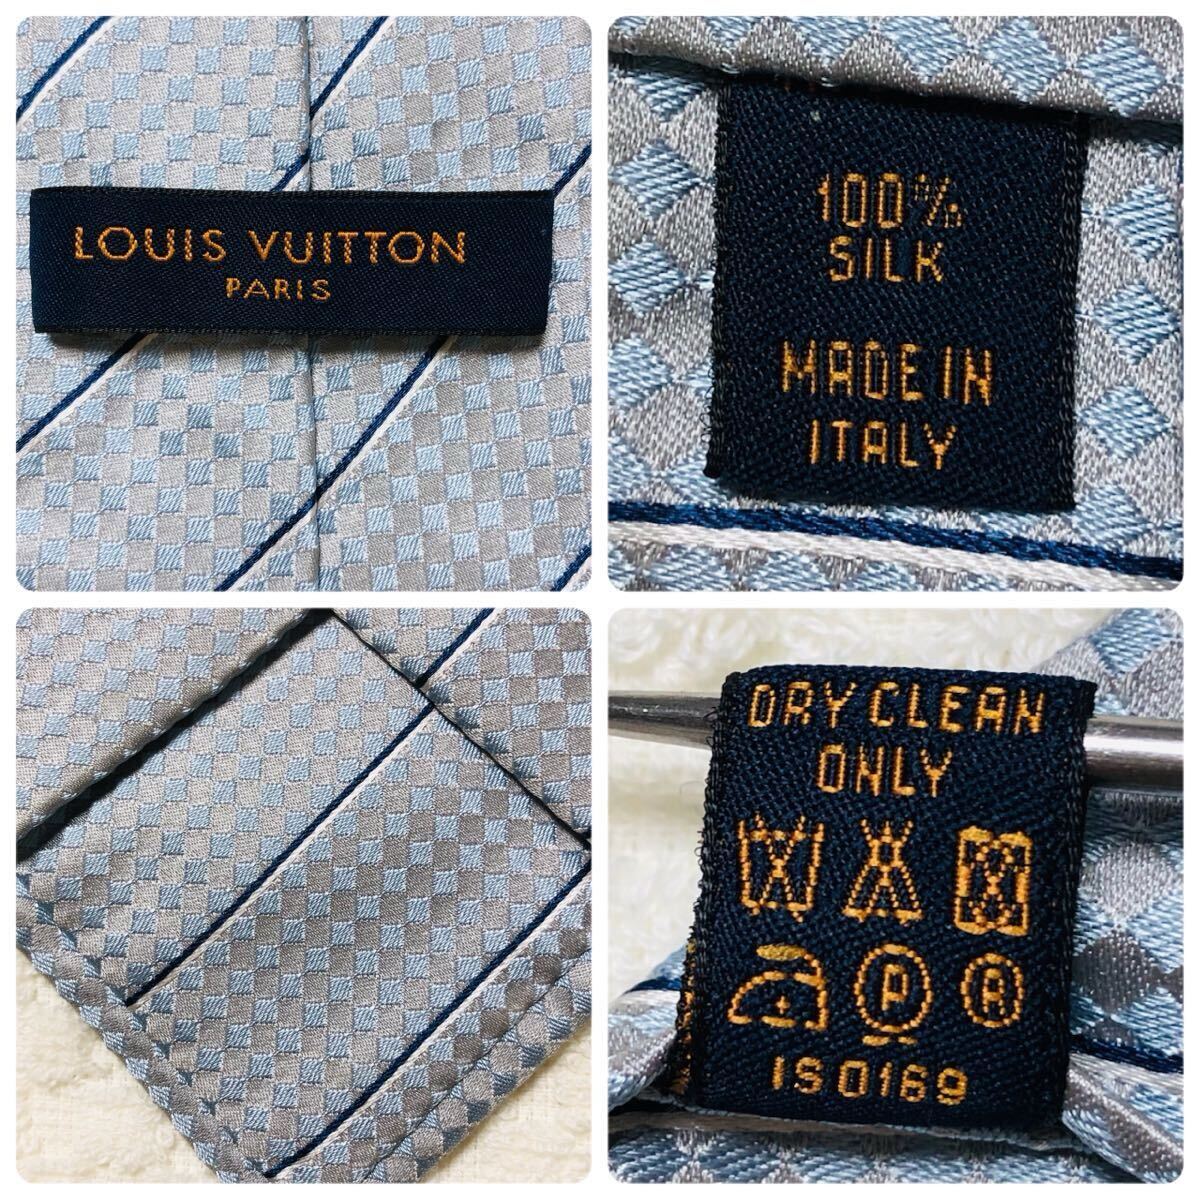 LOUIS VUITTON
PARIS
100%
SILK
MADE IN
ITALY
DRY CLEAN
ONLY
P R
IS0169